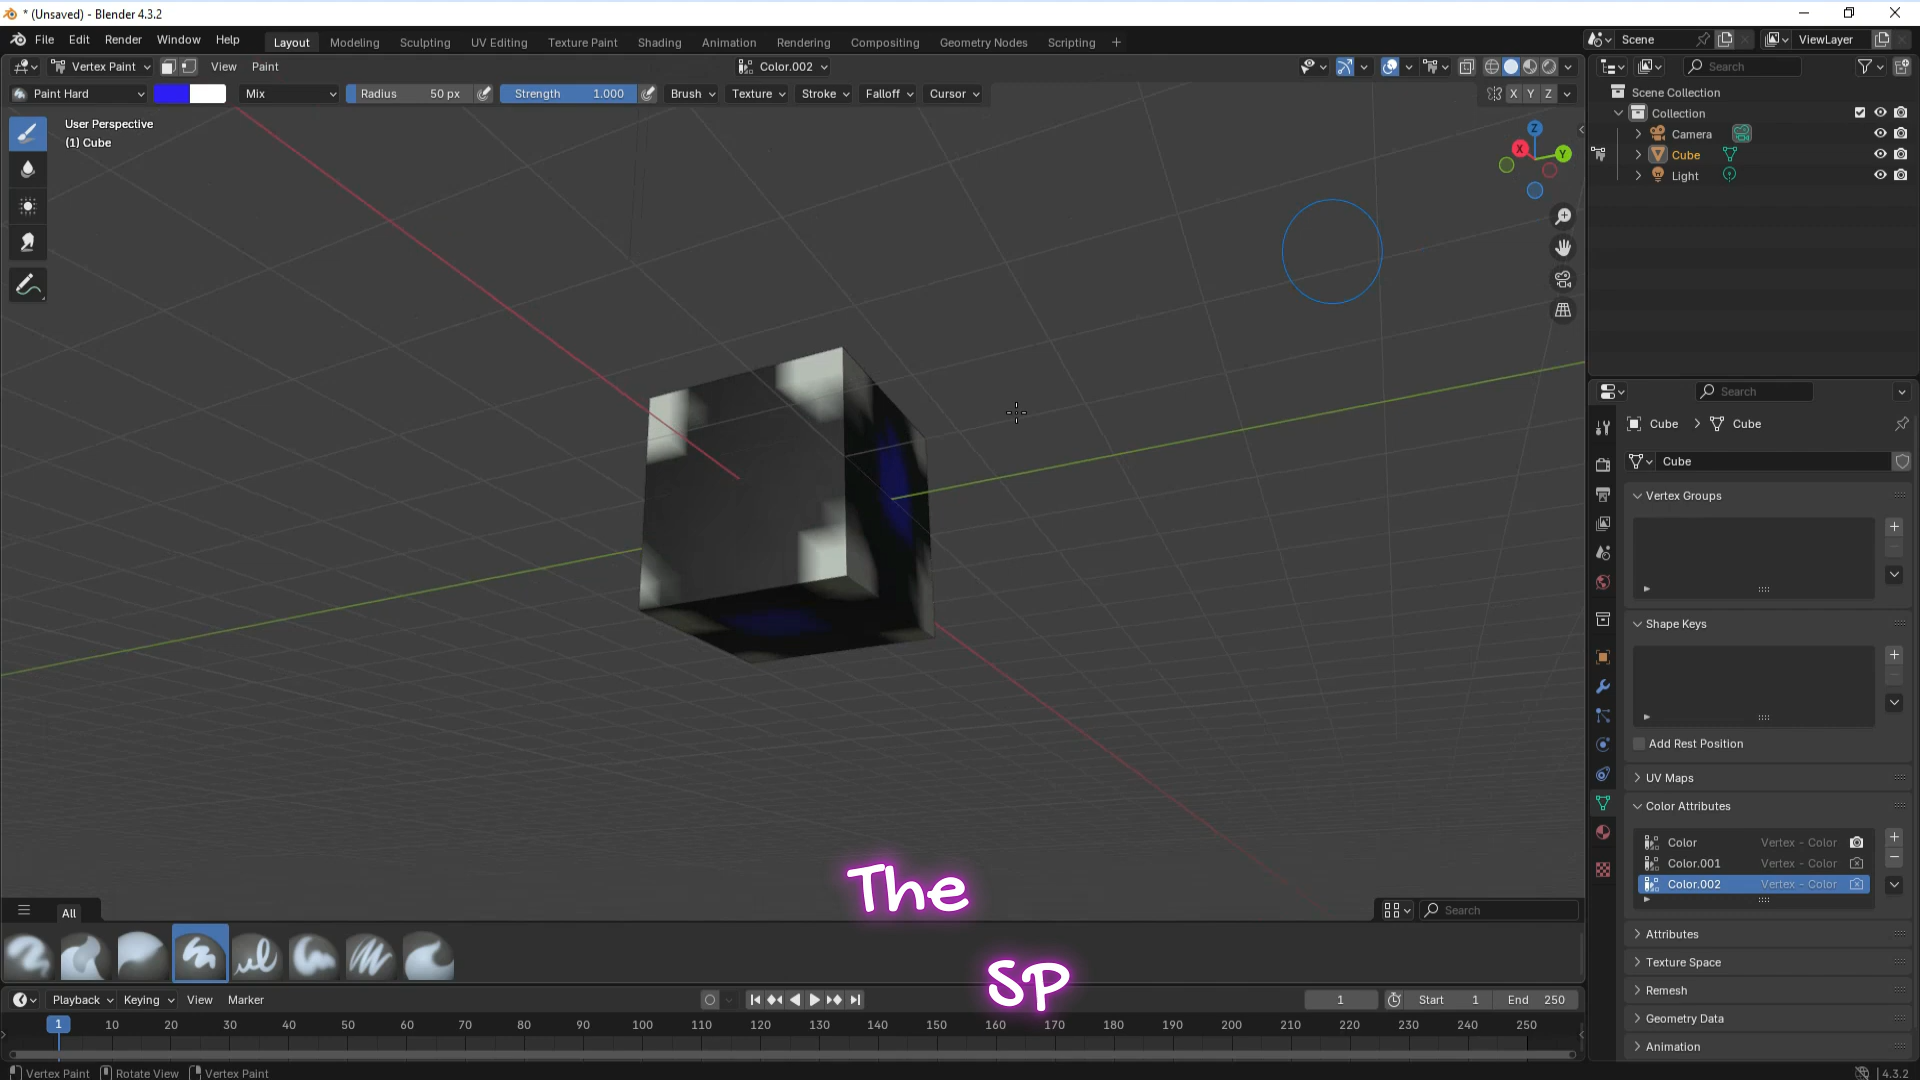 * (Unsaved) - Blender 4.3.2
File Edit Render Window Help Layout Modeling Sculpting UV Editing Texture Paint Shading Animation Rendering Compositing Geometry Nodes Scripting + Scene ViewLayer
Vertex Paint View Paint Color.002 Search
Paint Hard Mix Radius 50 px Strength 1.000 Brush Texture Stroke Falloff Cursor X Y Z
Scene Collection
Collection
Camera
Cube
Light
User Perspective
(1) Cube
Z
X
Y
Search
Cube > Cube
Cube
Vertex Groups
Shape Keys
Add Rest Position
UV Maps
Color Attributes
Color Vertex - Color
Color.001 Vertex - Color
Color.002 Vertex - Color
Attributes
Texture Space
Remesh
Geometry Data
Animation
The
SP
All Search
Playback Keying View Marker 1 Start 1 End 250
1 10 20 30 40 50 60 70 80 90 100 110 120 130 140 150 160 170 180 190 200 210 220 230 240 250
Vertex Paint Rotate View Vertex Paint 4.3.2